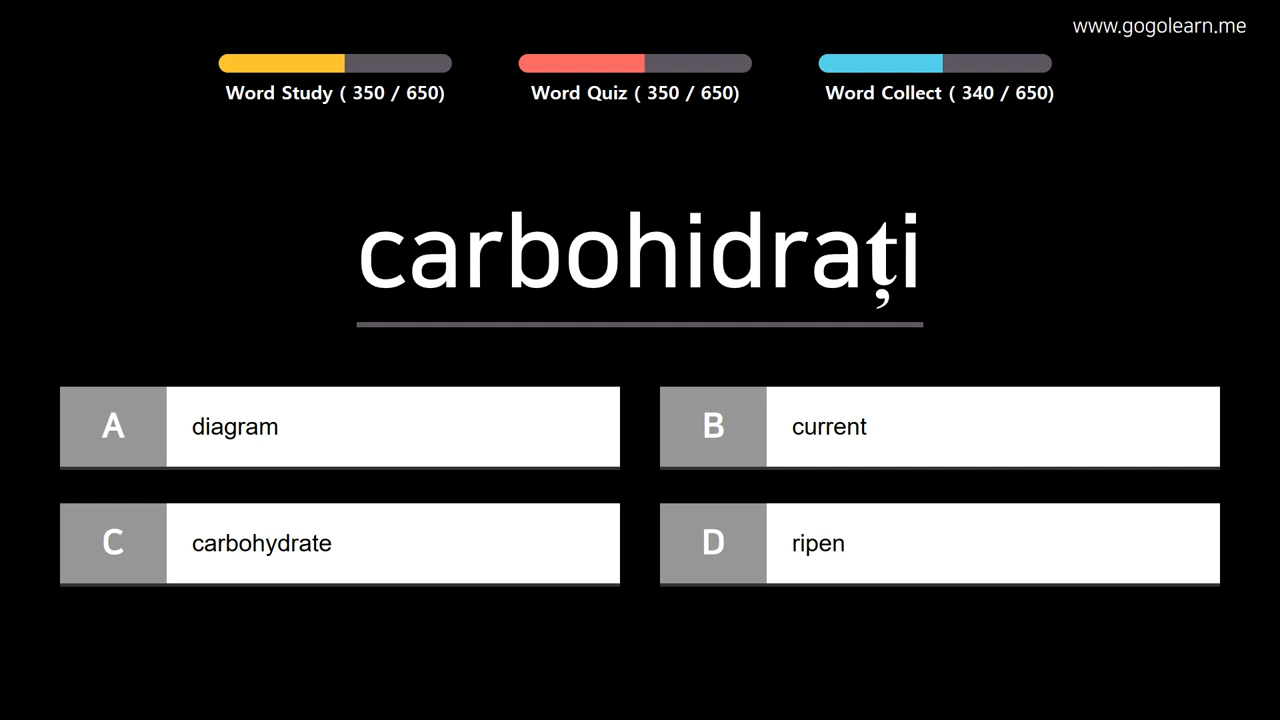 www.gogolearn.me
Word Study ( 350 / 650)
Word Quiz ( 350 / 650)
Word Collect ( 340 / 650)
carbohidrați
A diagram
B current
C carbohydrate
D ripen